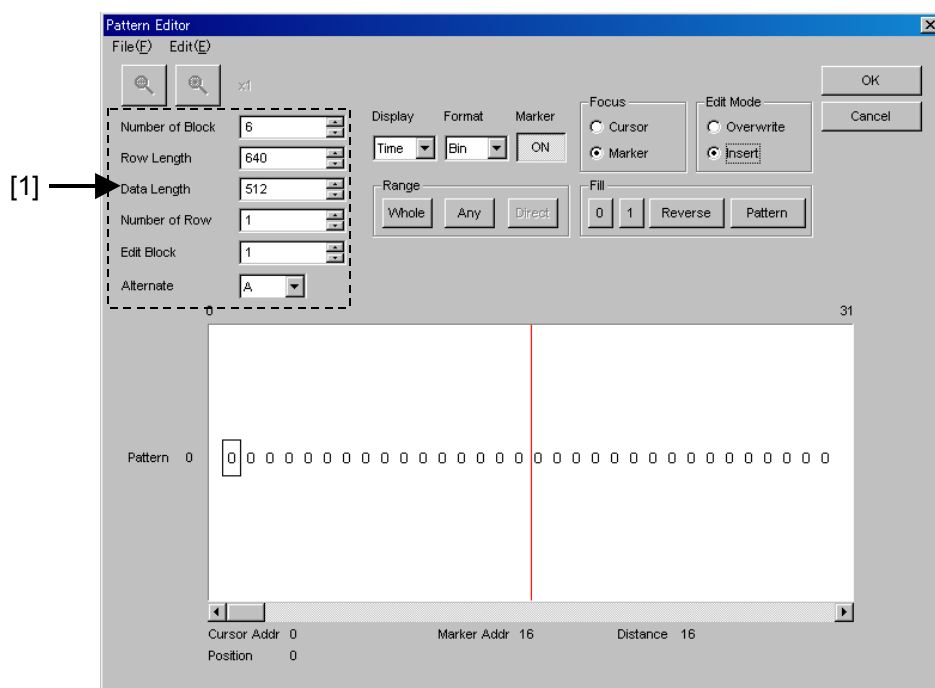 Pattern Editor
File(F) Edit(E)
x1
OK
Cancel
Number of Block 6
Row Length 640
Data Length 512
Number of Row 1
Edit Block 1
Alternate A
[1]
Display Format Marker
Time Bin ON
Focus
Cursor
Marker
Edit Mode
Overwrite
Insert
Range
Whole Any Direct
Fill
0 1 Reverse Pattern
0 31
Pattern 0 0 0 0 0 0 0 0 0 0 0 0 0 0 0 0 0 0 0 0 0 0 0 0 0 0 0 0 0 0 0 0 0
Cursor Addr 0 Marker Addr 16 Distance 16
Position 0